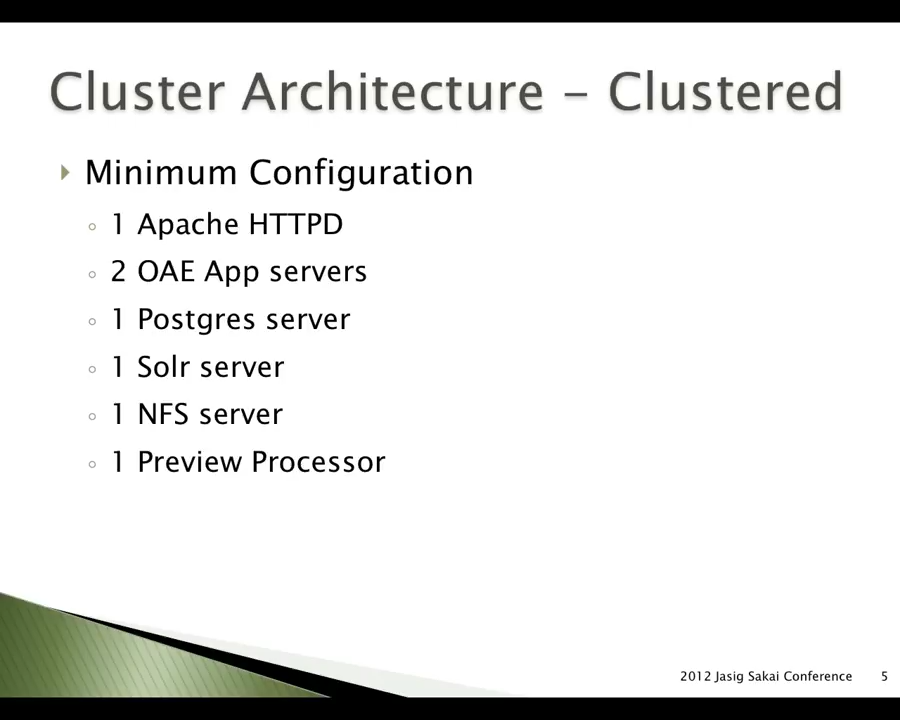 Cluster Architecture - Clustered
Minimum Configuration
1 Apache HTTPD
2 OAE App servers
1 Postgres server
1 Solr server
1 NFS server
1 Preview Processor
2012 Jasig Sakai Conference 5